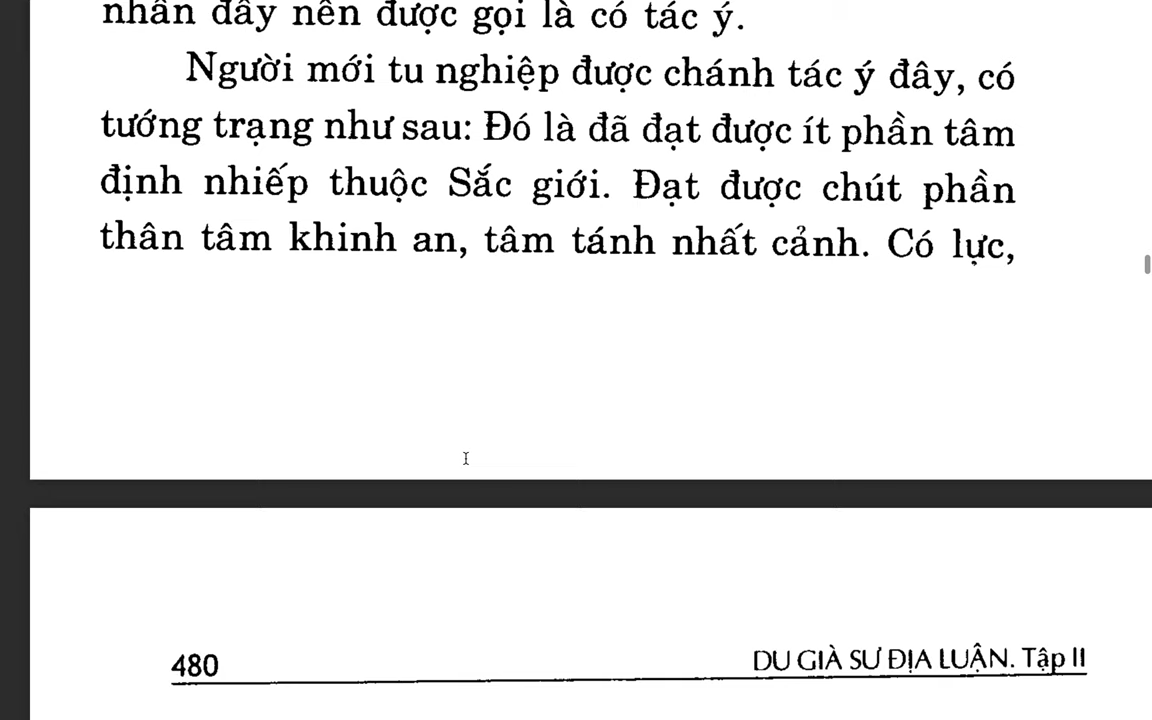 nhân đây nên được gọi là có tác ý.
Người mới tu nghiệp được chánh tác ý đây, có
tướng trạng như sau: Đó là đã đạt được ít phần tâm
định nhiếp thuộc Sắc giới. Đạt được chút phần
thân tâm khinh an, tâm tánh nhất cảnh. Có lực,
480 DU GIÀ SƯ ĐỊA LUẬN. Tập II